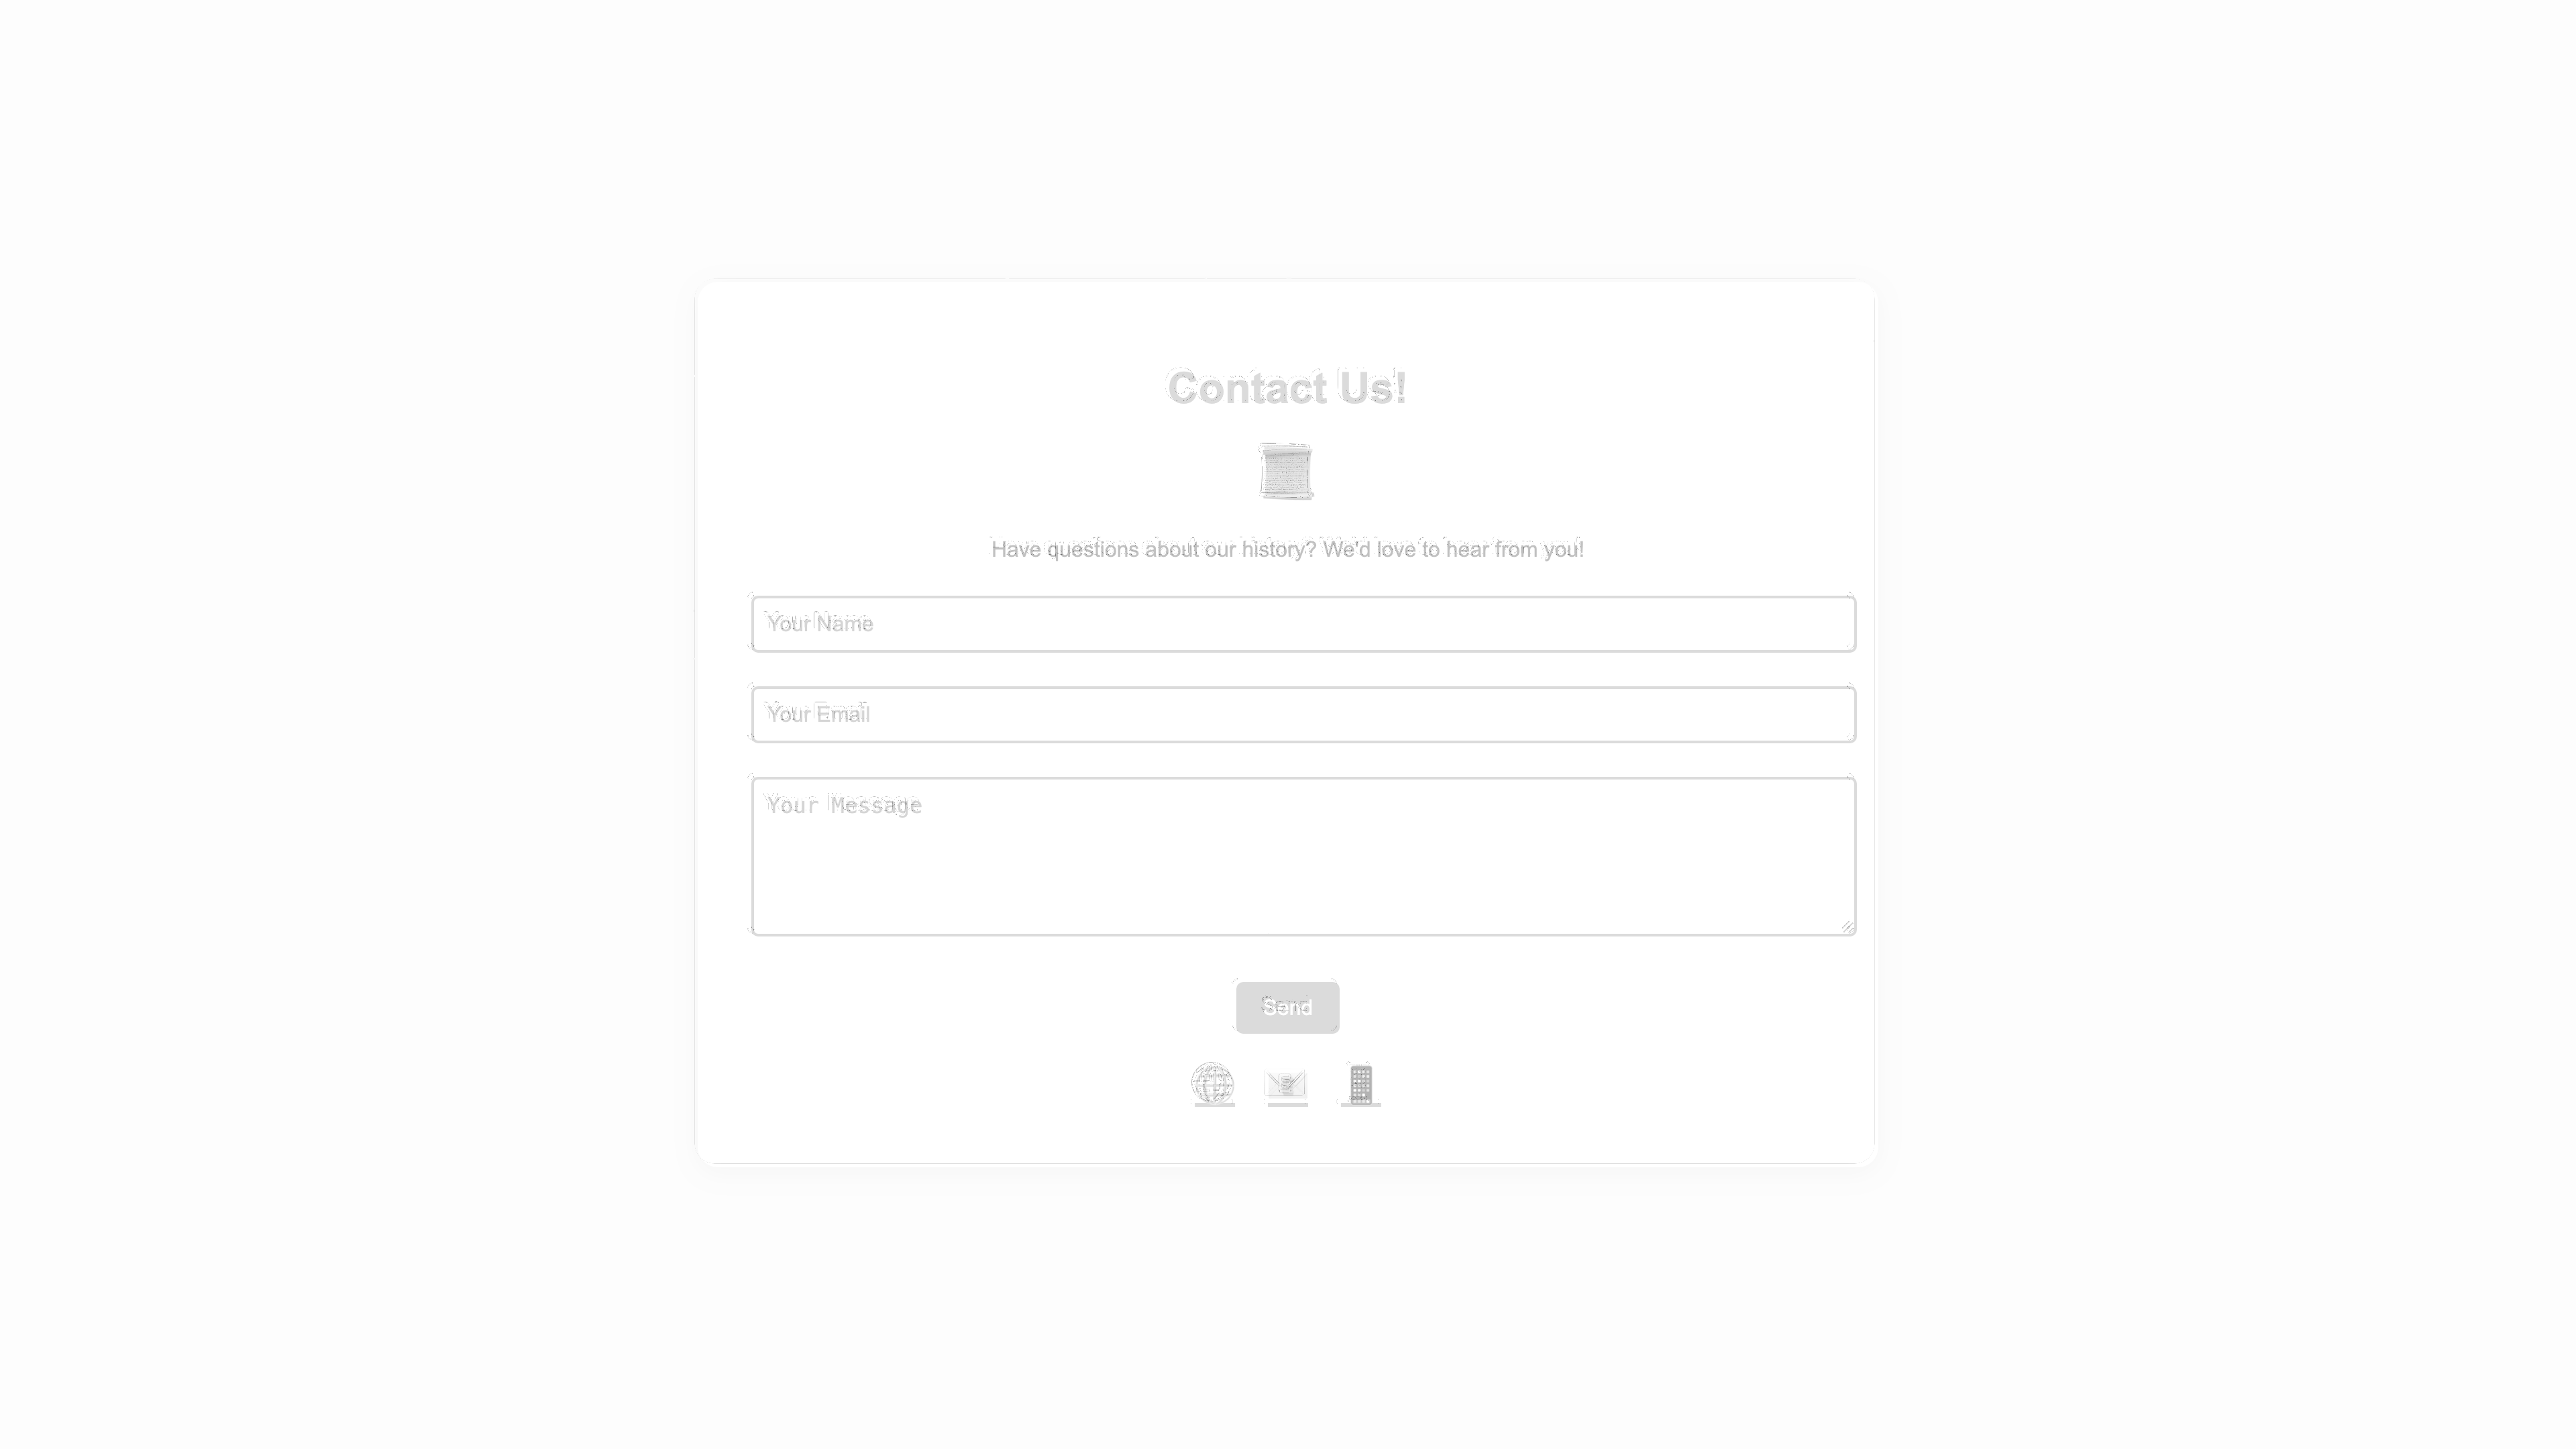 Contact Us!
Have questions about our history? We'd love to hear from you!
Your Name
Your Email
Your Message
Send